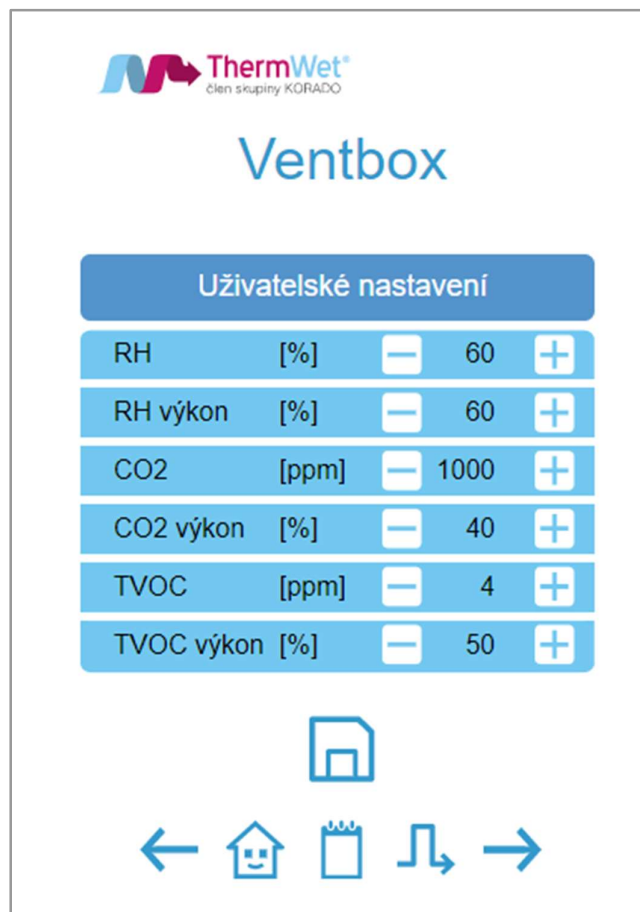 ThermWet®
člen skupiny KORADO
Ventbox
Uživatelské nastavení
RH [%] 60
RH výkon [%] 60
CO2 [ppm] 1000
CO2 výkon [%] 40
TVOC [ppm] 4
TVOC výkon [%] 50